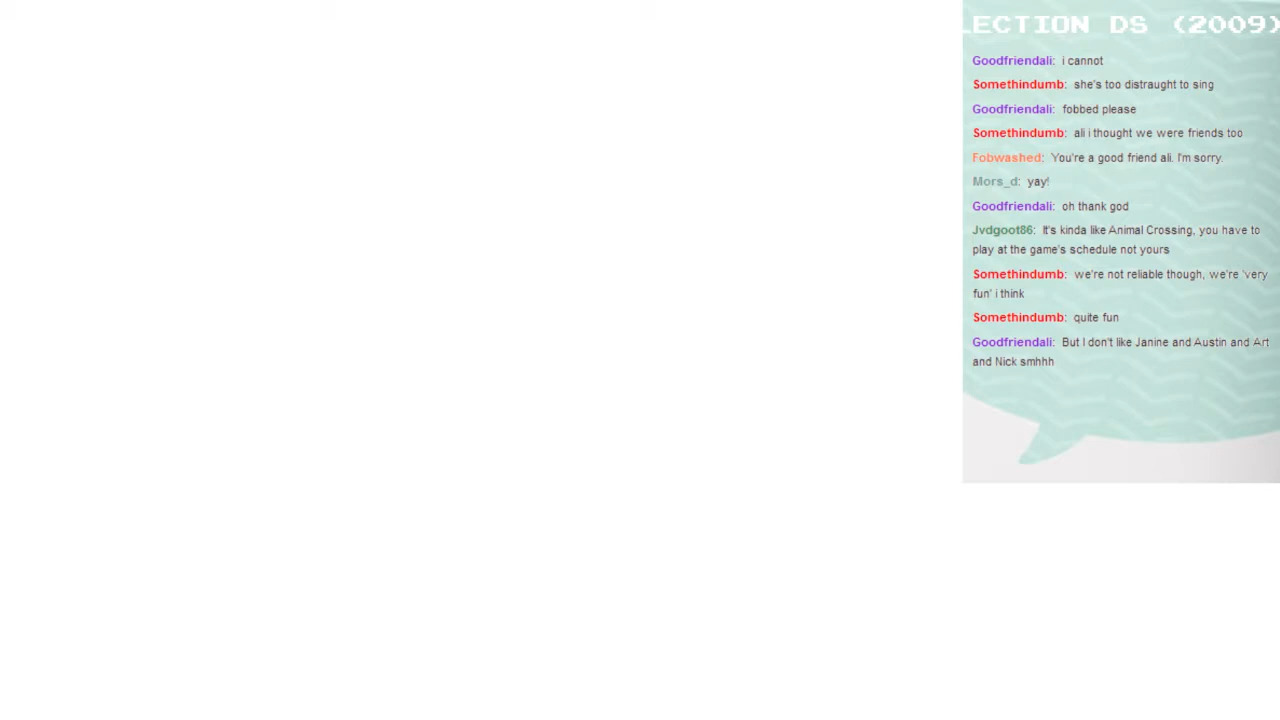 LECTION DS (2009)
Goodfriendali: i cannot
Somethindumb: she's too distraught to sing
Goodfriendali: fobbed please
Somethindumb: ali i thought we were friends too
Fobwashed: You're a good friend ali. I'm sorry.
Mors_d: yay!
Goodfriendali: oh thank god
Jvdgoot86: It's kinda like Animal Crossing, you have to
play at the game's schedule not yours
Somethindumb: we're not reliable though, we're 'very
fun' i think
Somethindumb: quite fun
Goodfriendali: But I don't like Janine and Austin and Art
and Nick smhhh